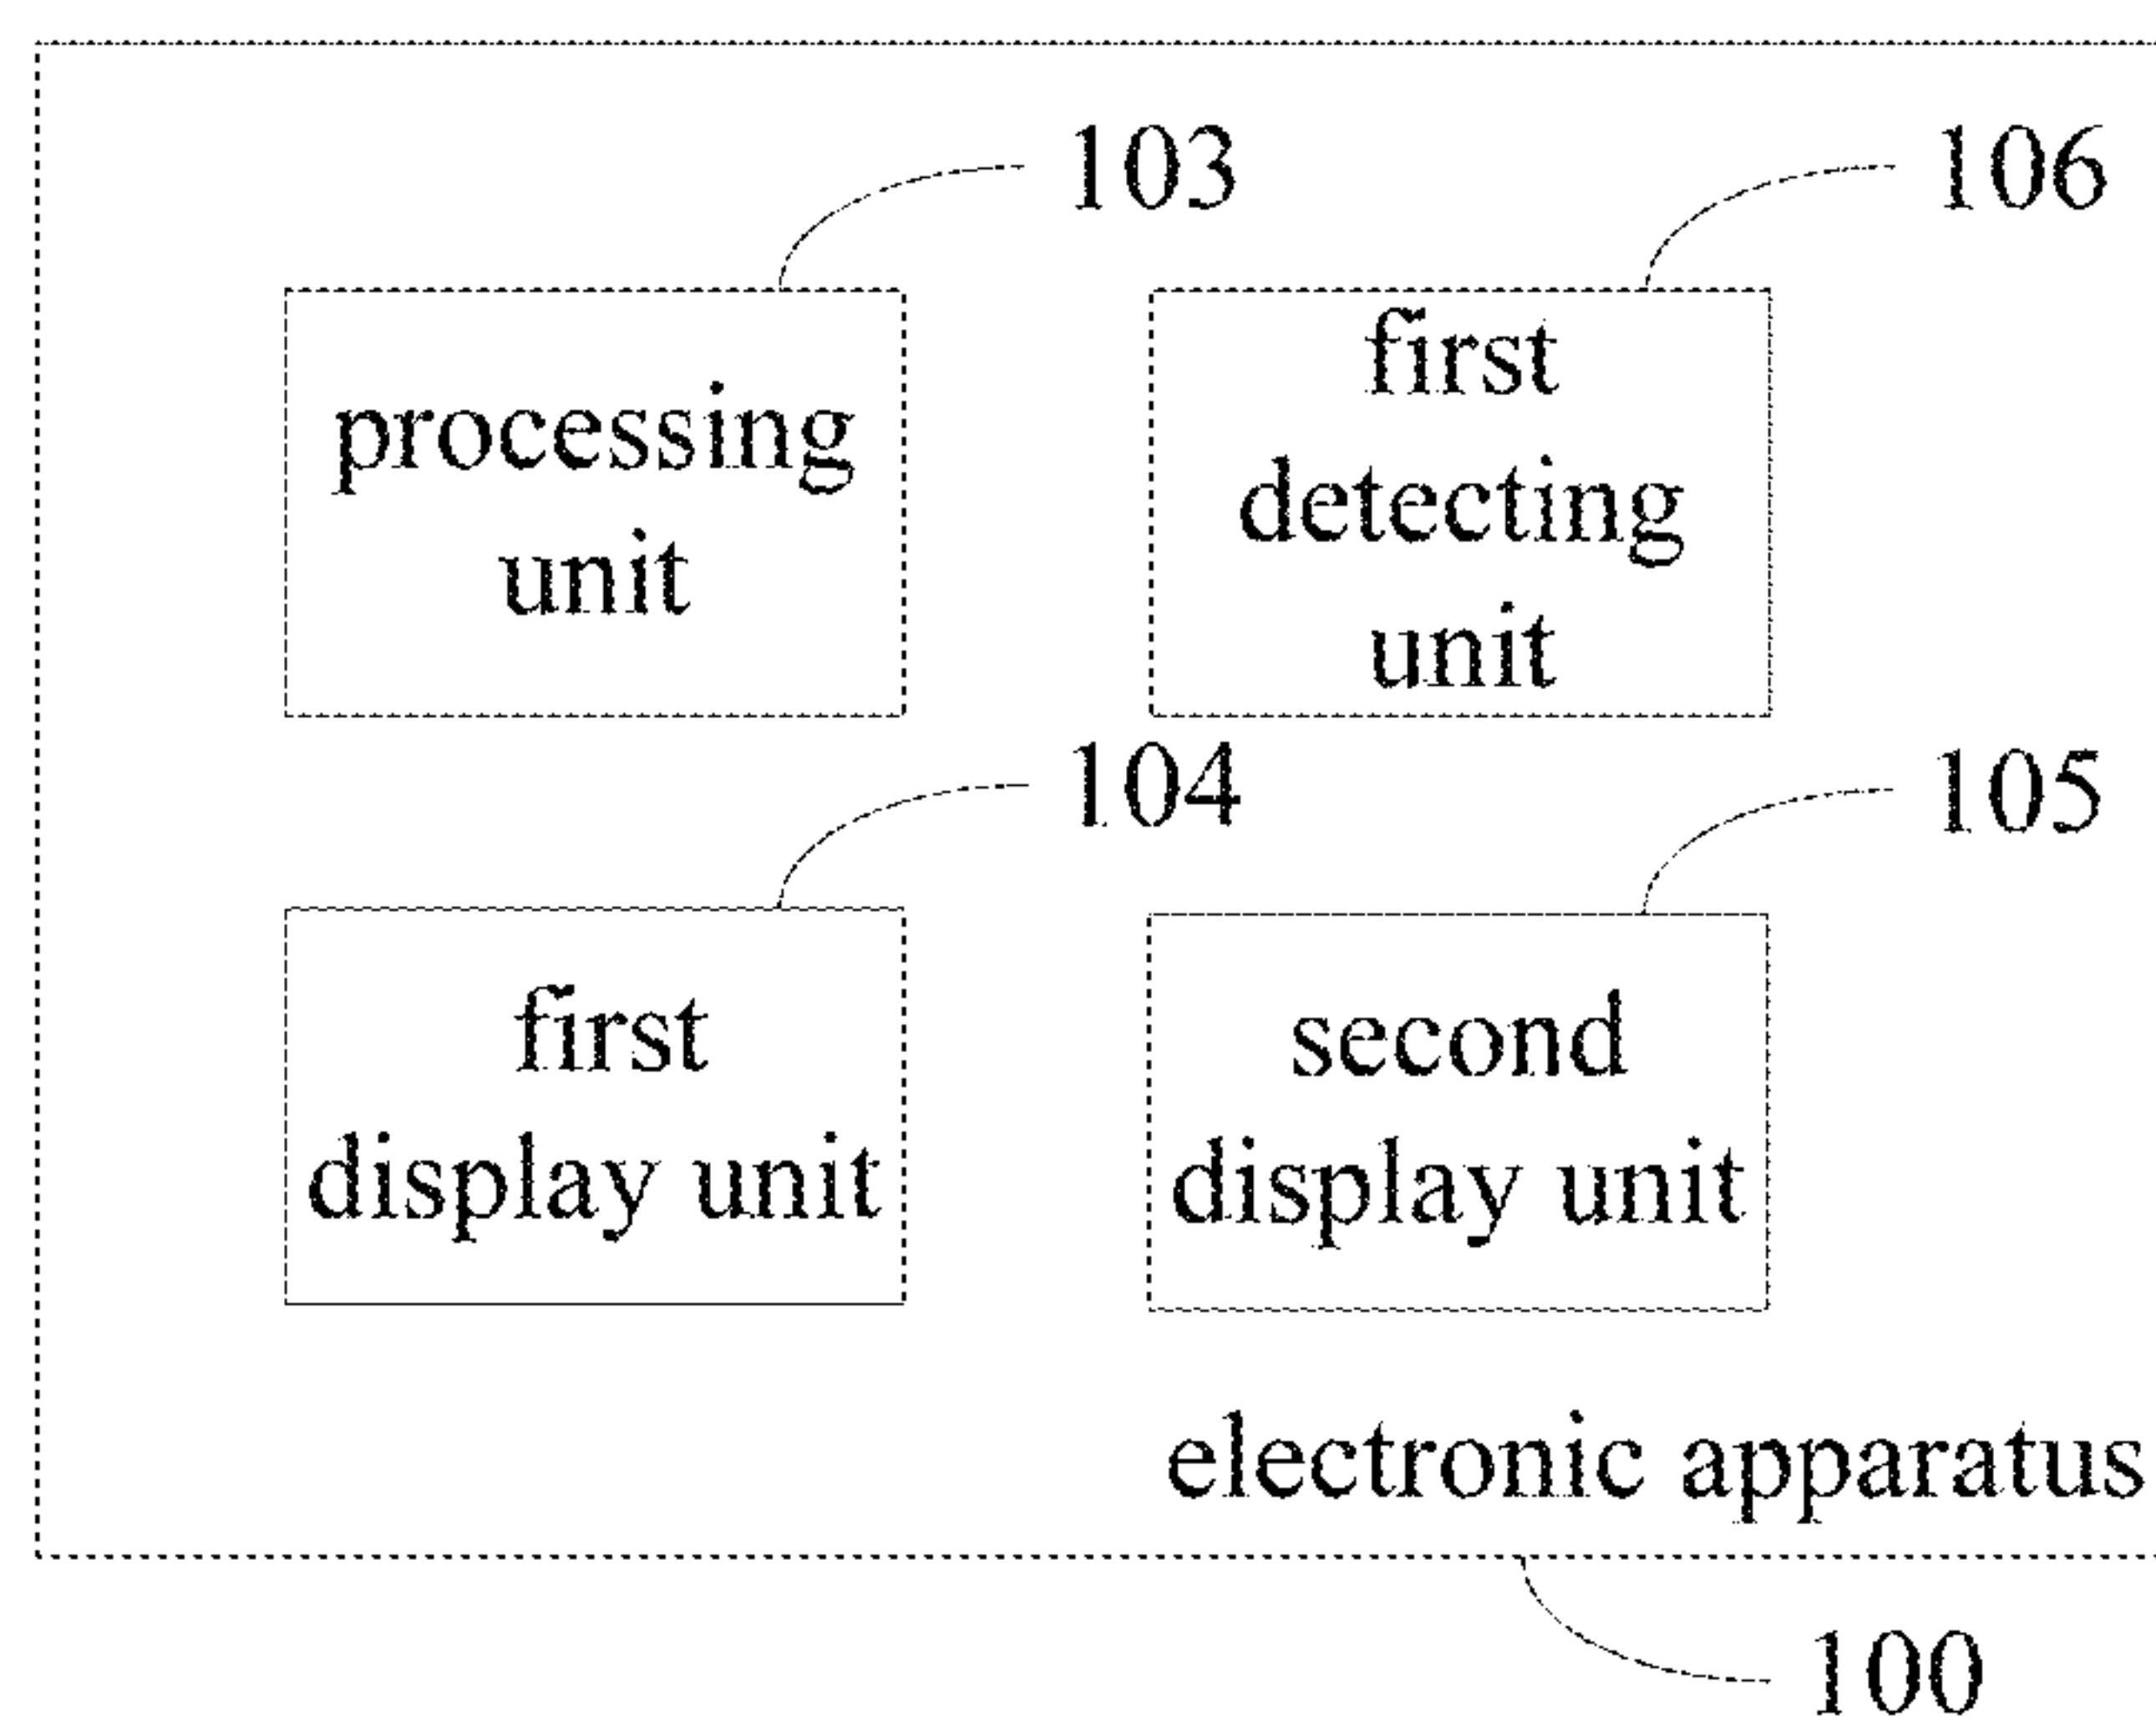 103
106
processing
unit
first
detecting
unit
104
105
first
display unit
second
display unit
electronic apparatus
100